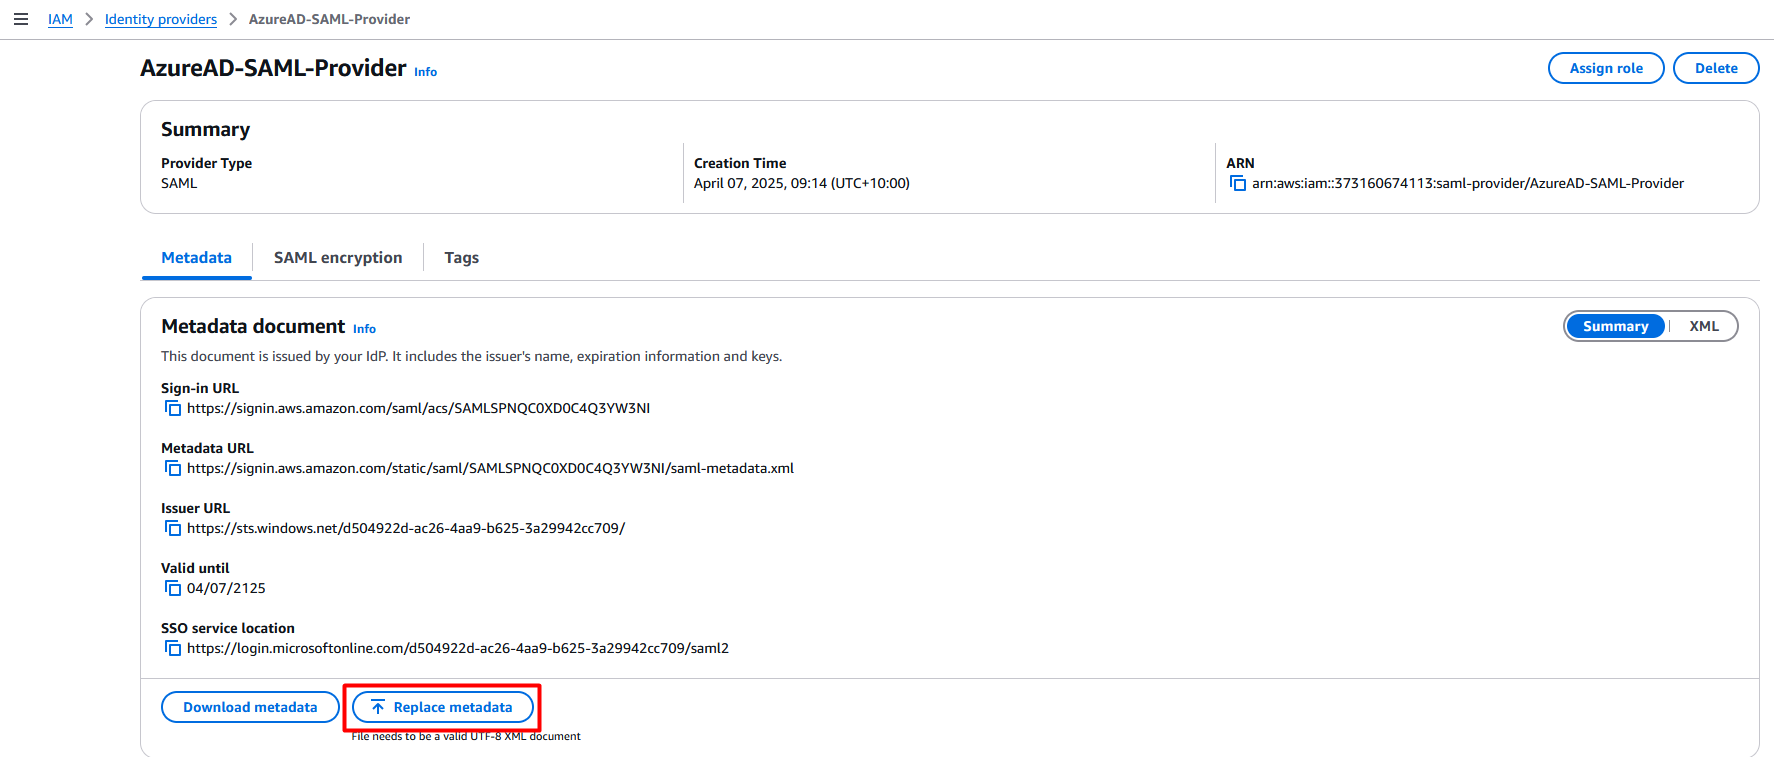 IAM > Identity providers > AzureAD-SAML-Provider
AzureAD-SAML-Provider Info
Assign role
Delete
Summary
Provider Type
SAML
Creation Time
April 07, 2025, 09:14 (UTC+10:00)
ARN
arn:aws:iam::373160674113:saml-provider/AzureAD-SAML-Provider
Metadata
SAML encryption
Tags
Metadata document Info
Summary | XML
This document is issued by your IdP. It includes the issuer's name, expiration information and keys.
Sign-in URL
https://signin.aws.amazon.com/saml/acs/SAMLSPNQC0XD0C4Q3YW3NI
Metadata URL
https://signin.aws.amazon.com/static/saml/SAMLSPNQC0XD0C4Q3YW3NI/saml-metadata.xml
Issuer URL
https://sts.windows.net/d504922d-ac26-4aa9-b625-3a29942cc709/
Valid until
04/07/2125
SSO service location
https://login.microsoftonline.com/d504922d-ac26-4aa9-b625-3a29942cc709/saml2
Download metadata
Replace metadata
File needs to be a valid UTF-8 XML document